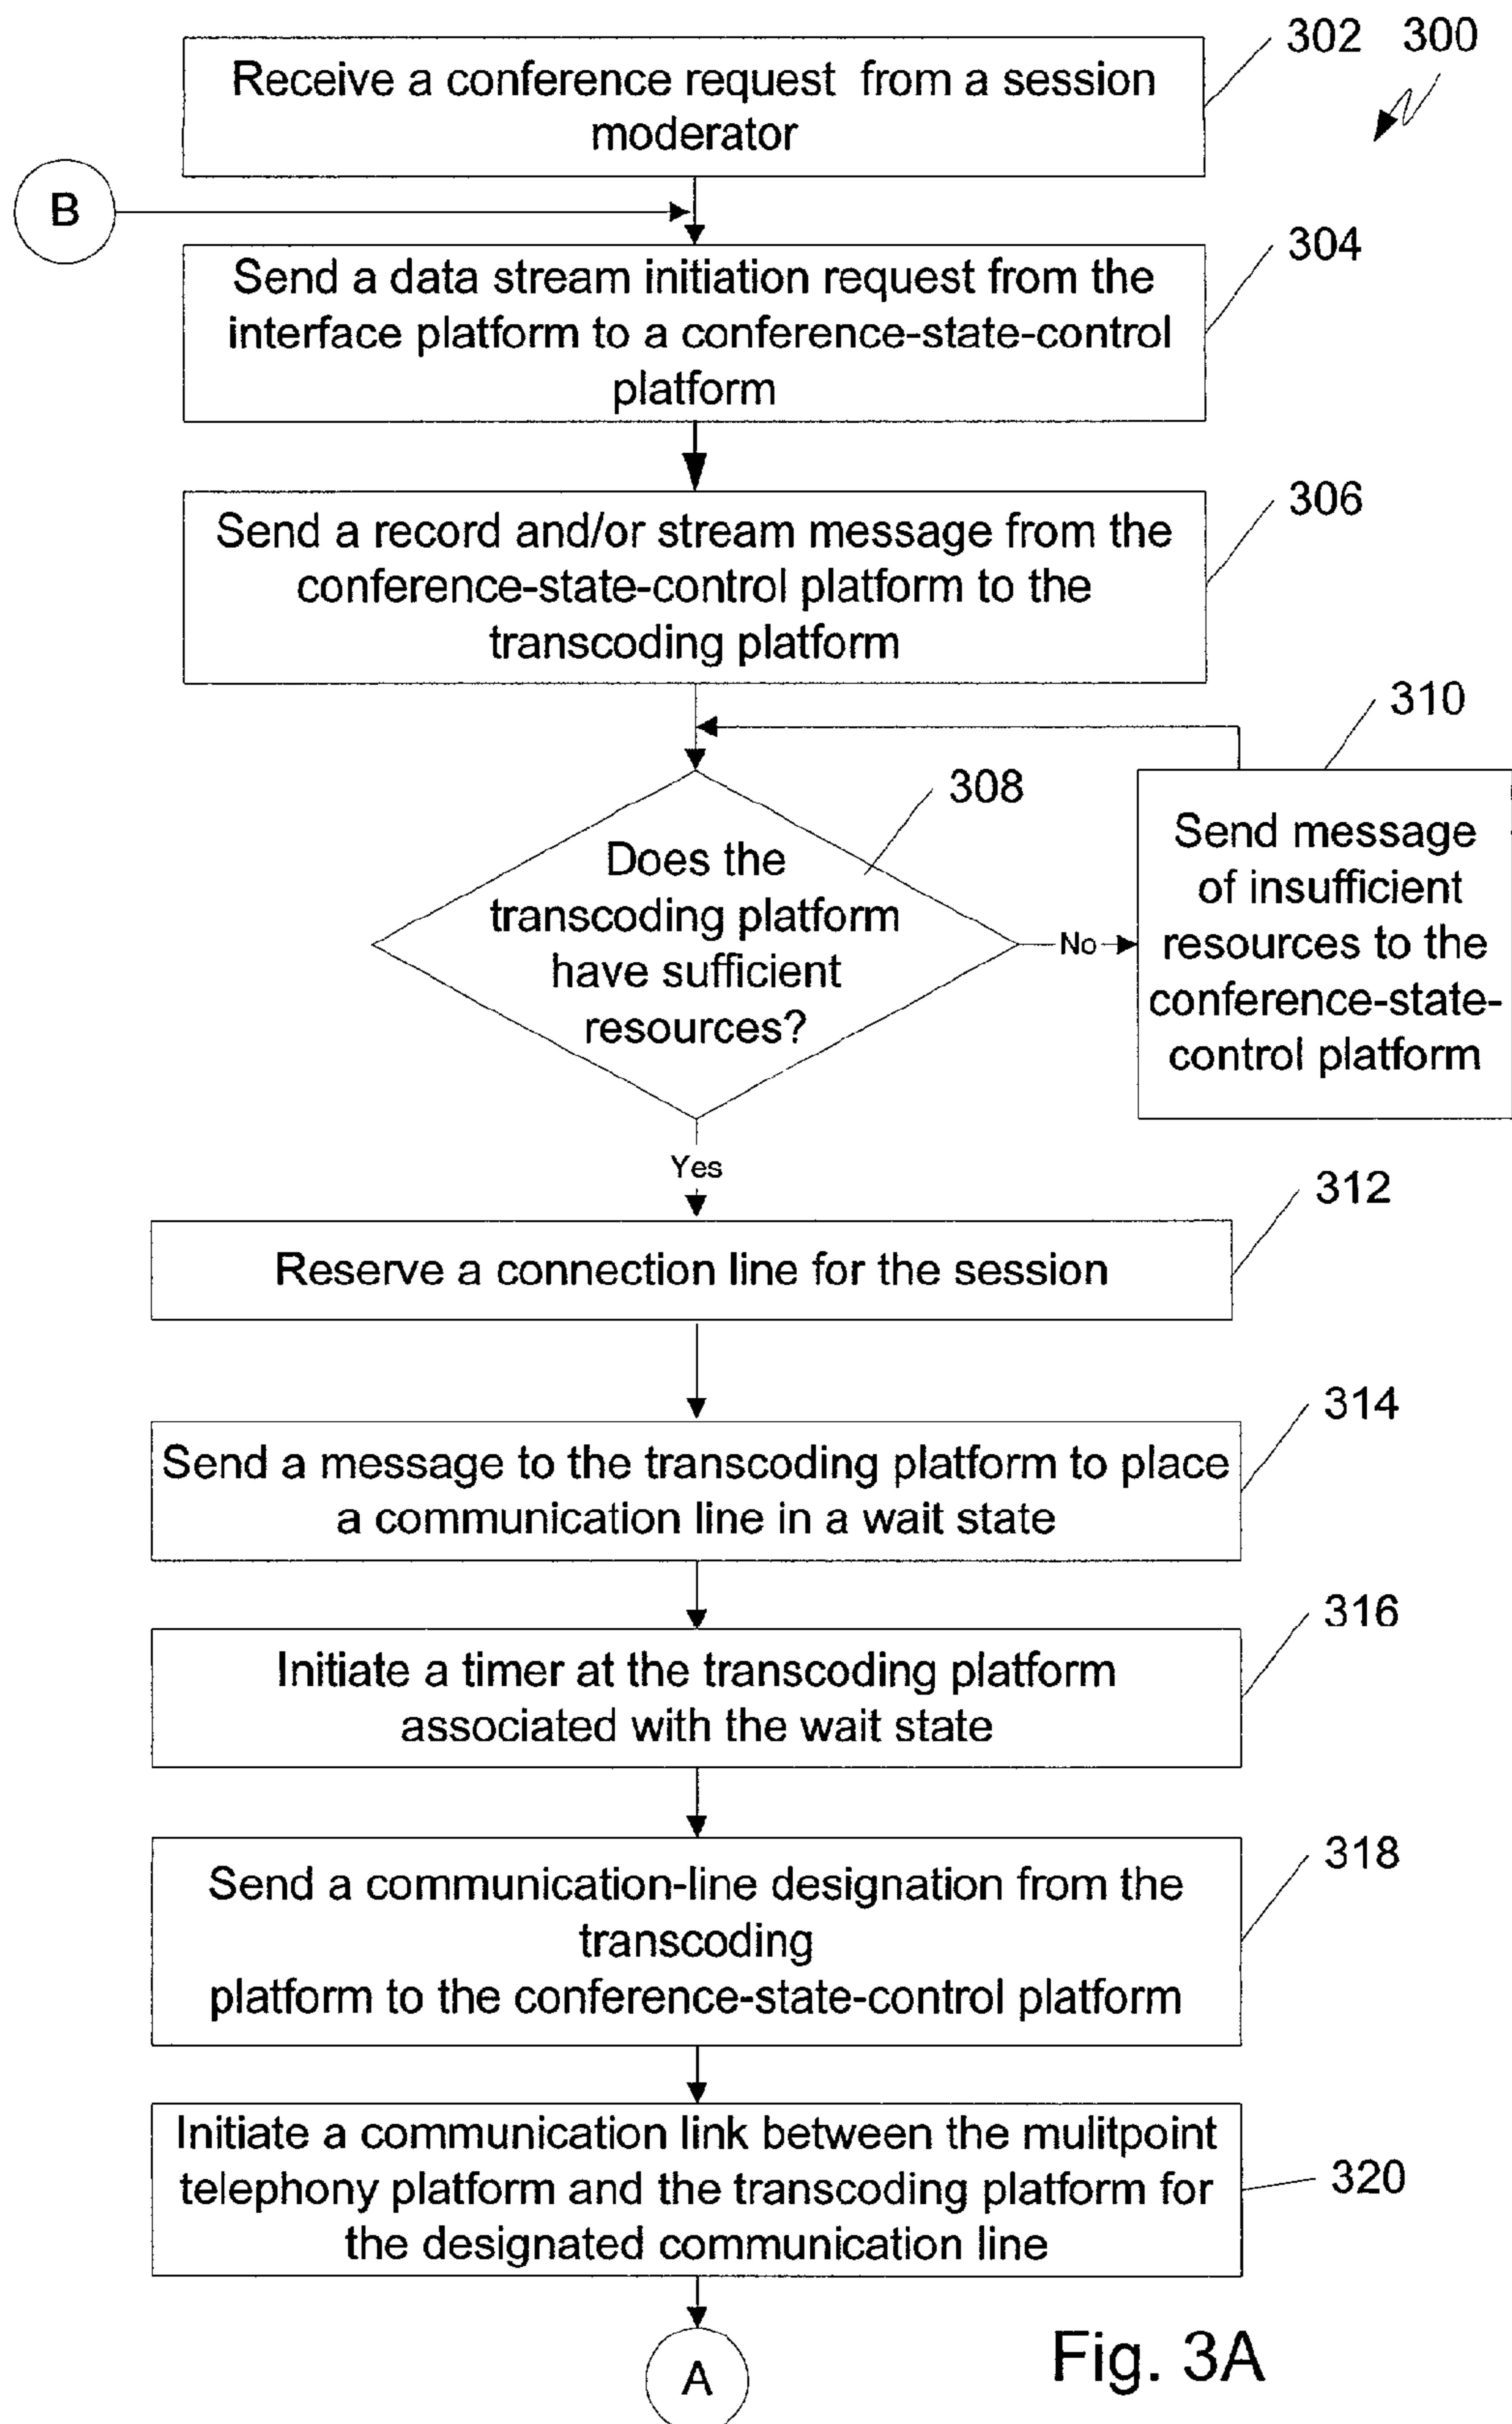 302 300
Receive a conference request from a session
moderator
B
304
Send a data stream initiation request from the
interface platform to a conference-state-control
platform
306
Send a record and/or stream message from the
conference-state-control platform to the
transcoding platform
310
308
Does the
transcoding platform
have sufficient
resources?
No
Send message
of insufficient
resources to the
conference-state-
control platform
Yes
312
Reserve a connection line for the session
314
Send a message to the transcoding platform to place
a communication line in a wait state
316
Initiate a timer at the transcoding platform
associated with the wait state
318
Send a communication-line designation from the
transcoding
platform to the conference-state-control platform
Initiate a communication link between the mulitpoint
telephony platform and the transcoding platform for
the designated communication line
320
A
Fig. 3A